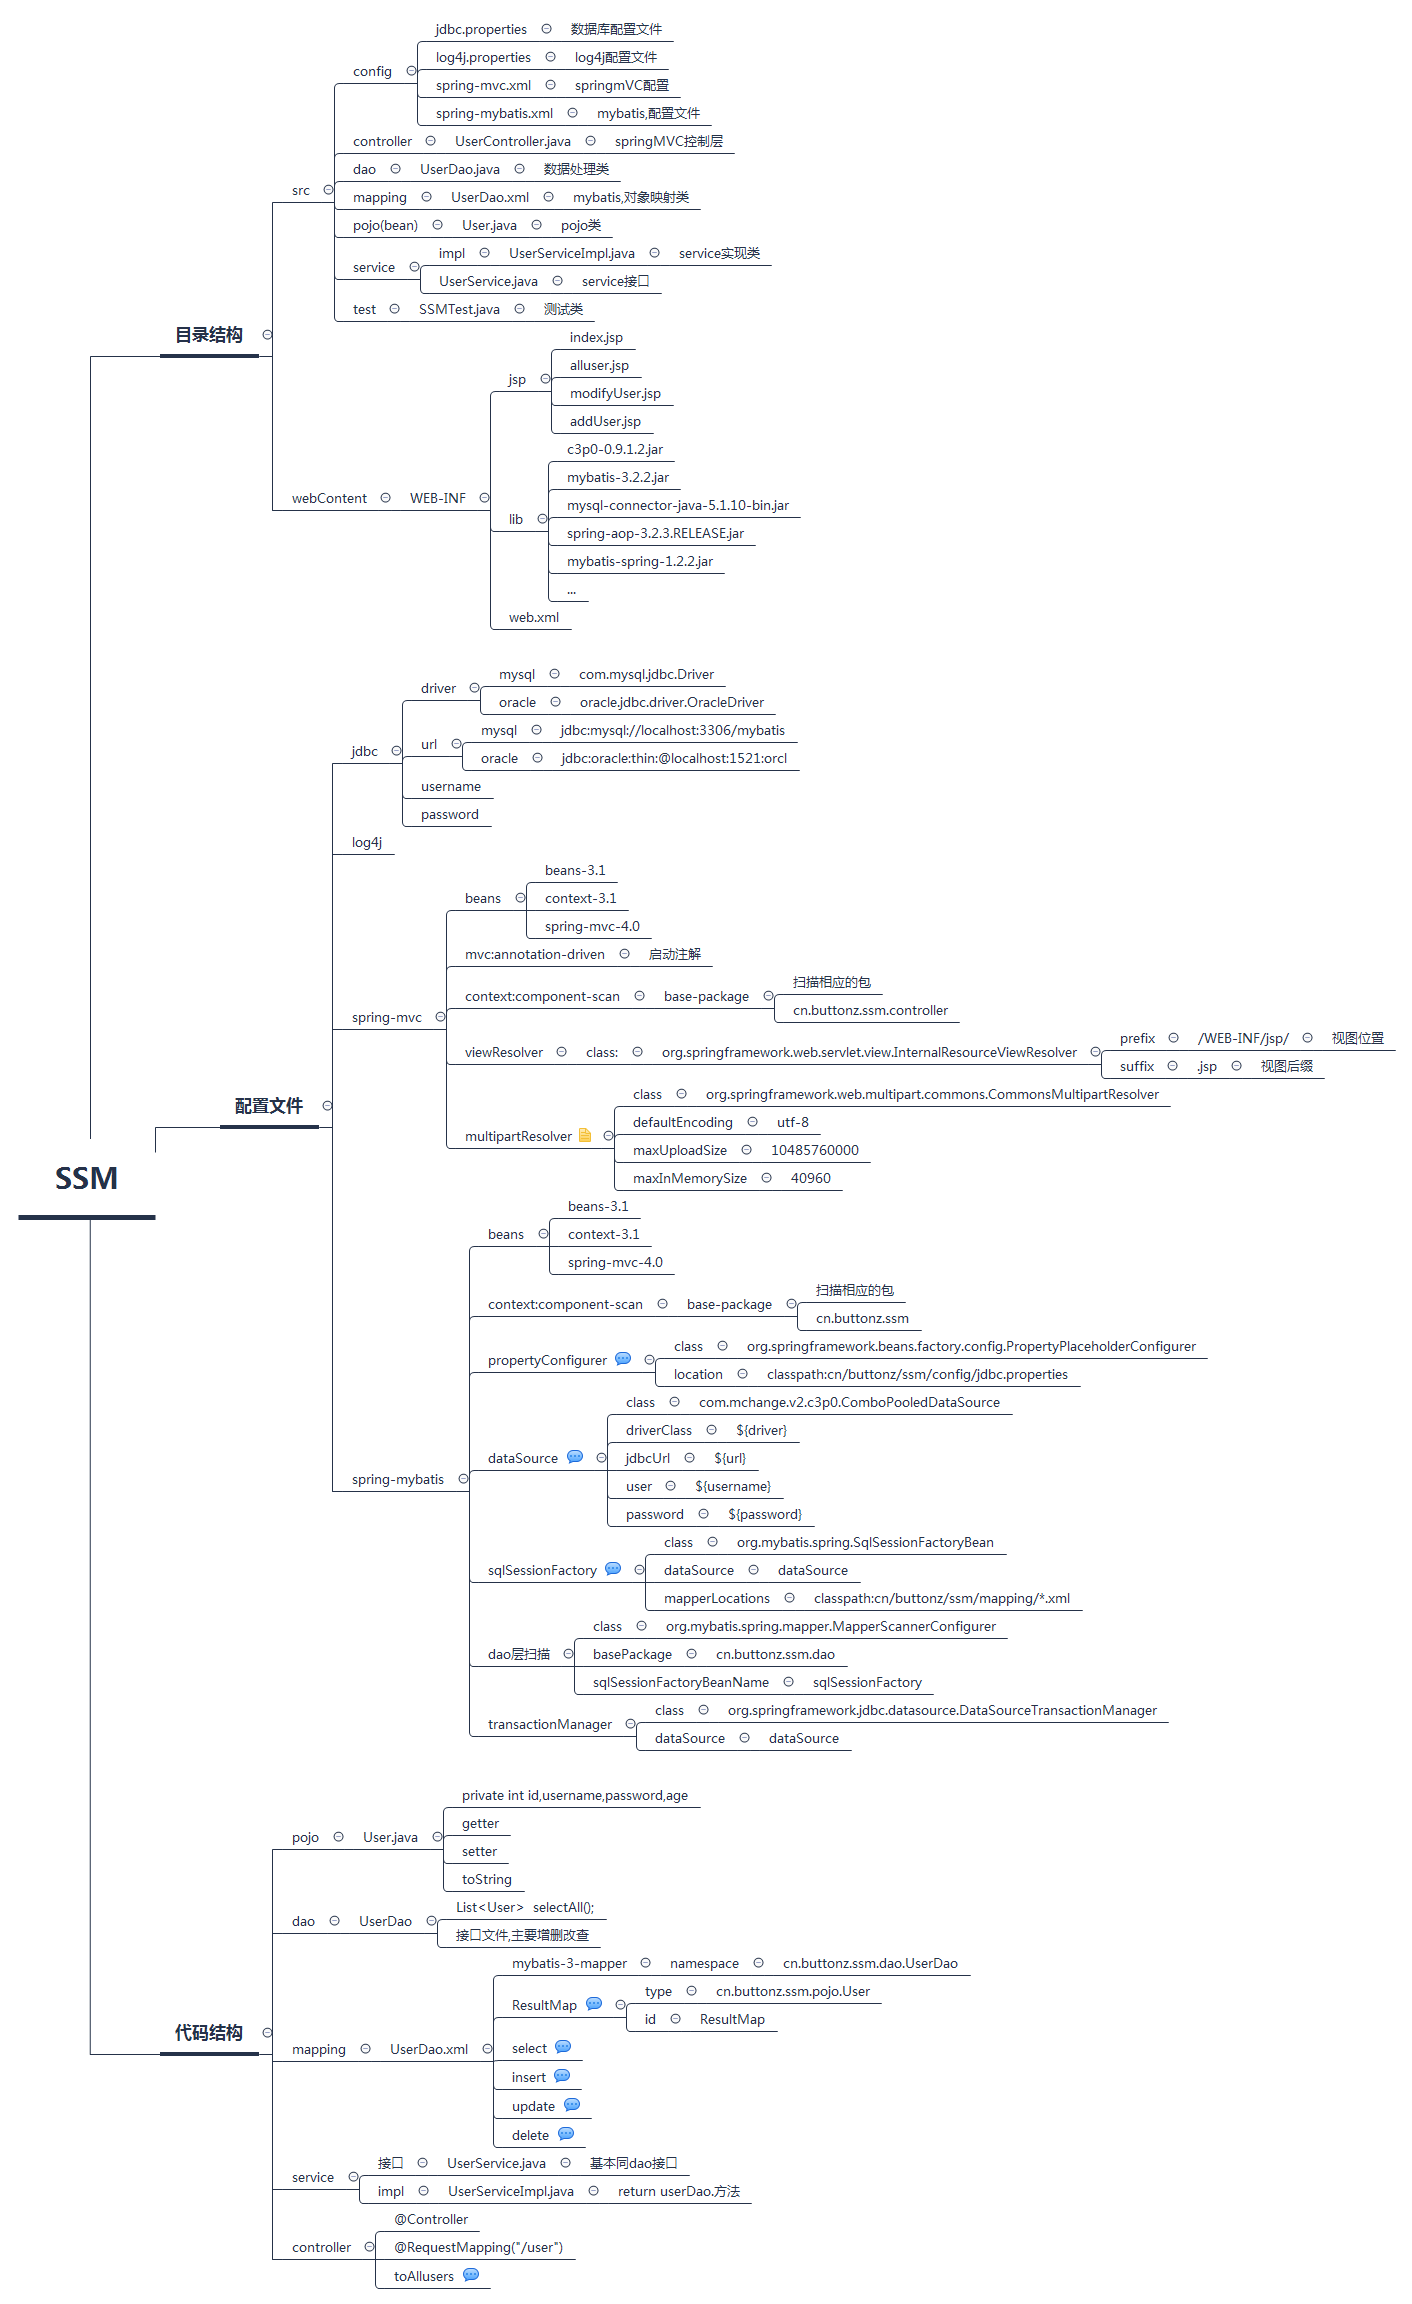 SSM
目录结构
src
config
jdbc.properties 数据库配置文件
log4j.properties log4j配置文件
spring-mvc.xml springmVC配置
spring-mybatis.xml mybatis,配置文件
controller UserController.java springMVC控制层
dao UserDao.java 数据处理类
mapping UserDao.xml mybatis,对象映射类
pojo(bean) User.java pojo类
service
impl UserServiceImpl.java service实现类
UserService.java service接口
test SSMTest.java 测试类
webContent WEB-INF
jsp
index.jsp
alluser.jsp
modifyUser.jsp
addUser.jsp
lib
c3p0-0.9.1.2.jar
mybatis-3.2.2.jar
mysql-connector-java-5.1.10-bin.jar
spring-aop-3.2.3.RELEASE.jar
mybatis-spring-1.2.2.jar
...
web.xml
配置文件
jdbc
driver
mysql com.mysql.jdbc.Driver
oracle oracle.jdbc.driver.OracleDriver
url
mysql jdbc:mysql://localhost:3306/mybatis
oracle jdbc:oracle:thin:@localhost:1521:orcl
username
password
log4j
spring-mvc
beans
beans-3.1
context-3.1
spring-mvc-4.0
mvc:annotation-driven 启动注解
context:component-scan base-package
扫描相应的包
cn.buttonz.ssm.controller
viewResolver class: org.springframework.web.servlet.view.InternalResourceViewResolver
prefix /WEB-INF/jsp/ 视图位置
suffix .jsp 视图后缀
multipartResolver
class org.springframework.web.multipart.commons.CommonsMultipartResolver
defaultEncoding utf-8
maxUploadSize 10485760000
maxInMemorySize 40960
spring-mybatis
beans
beans-3.1
context-3.1
spring-mvc-4.0
context:component-scan base-package
扫描相应的包
cn.buttonz.ssm
propertyConfigurer
class org.springframework.beans.factory.config.PropertyPlaceholderConfigurer
location classpath:cn/buttonz/ssm/config/jdbc.properties
dataSource
class com.mchange.v2.c3p0.ComboPooledDataSource
driverClass ${driver}
jdbcUrl ${url}
user ${username}
password ${password}
sqlSessionFactory
class org.mybatis.spring.SqlSessionFactoryBean
dataSource dataSource
mapperLocations classpath:cn/buttonz/ssm/mapping/*.xml
dao层扫描
class org.mybatis.spring.mapper.MapperScannerConfigurer
basePackage cn.buttonz.ssm.dao
sqlSessionFactoryBeanName sqlSessionFactory
transactionManager
class org.springframework.jdbc.datasource.DataSourceTransactionManager
dataSource dataSource
代码结构
pojo User.java
private int id,username,password,age
getter
setter
toString
dao UserDao
List<User> selectAll();
接口文件,主要增删改查
mapping UserDao.xml
mybatis-3-mapper namespace cn.buttonz.ssm.dao.UserDao
ResultMap
type cn.buttonz.ssm.pojo.User
id ResultMap
select
insert
update
delete
service
接口 UserService.java 基本同dao接口
impl UserServiceImpl.java return userDao.方法
controller
@Controller
@RequestMapping("/user")
toAllusers